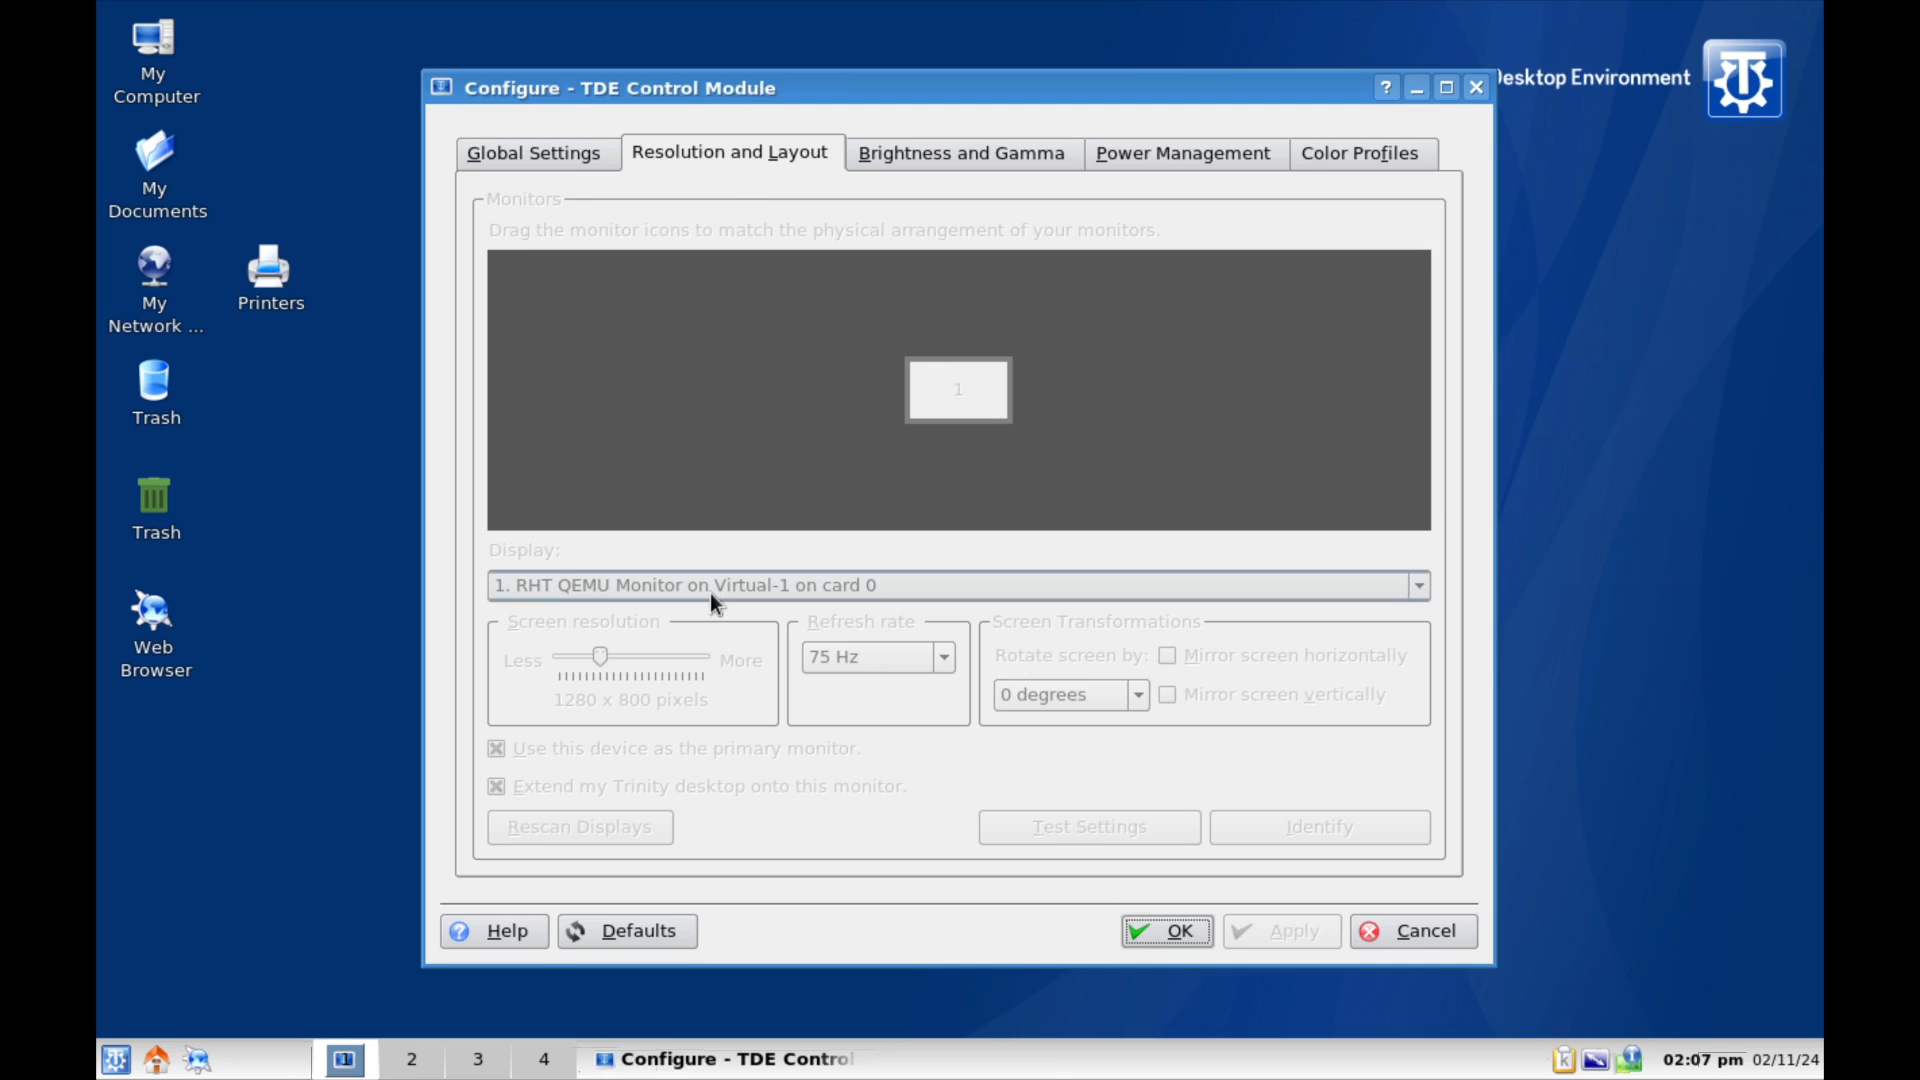 My
Computer
My
Documents
My
Network ...
Printers
Trash
Trash
Web
Browser
esktop Environment
Configure - TDE Control Module
?
Global Settings
Resolution and Layout
Brightness and Gamma
Power Management
Color Profiles
Monitors
Drag the monitor icons to match the physical arrangement of your monitors.
1
Display:
1. RHT QEMU Monitor on Virtual-1 on card 0
Screen resolution
Less
More
1280 x 800 pixels
Refresh rate
75 Hz
Screen Transformations
Rotate screen by:
Mirror screen horizontally
0 degrees
Mirror screen vertically
Use this device as the primary monitor.
Extend my Trinity desktop onto this monitor.
Rescan Displays
Test Settings
Identify
Help
Defaults
OK
Apply
Cancel
1
2
3
4
Configure - TDE Control
02:07 pm
02/11/24